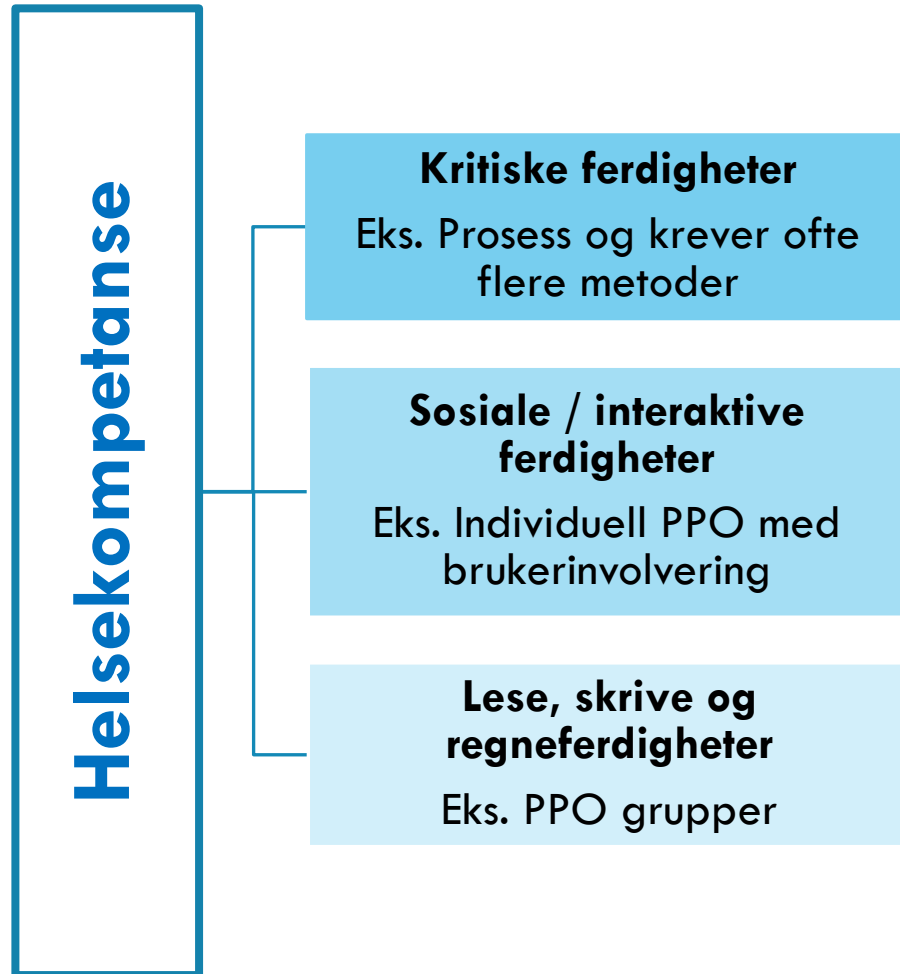 Helsekompetanse
Kritiske ferdigheter
Eks. Prosess og krever ofte
flere metoder
Sosiale / interaktive
ferdigheter
Eks. Individuell PPO med
brukerinvolvering
Lese, skrive og
regneferdigheter
Eks. PPO grupper